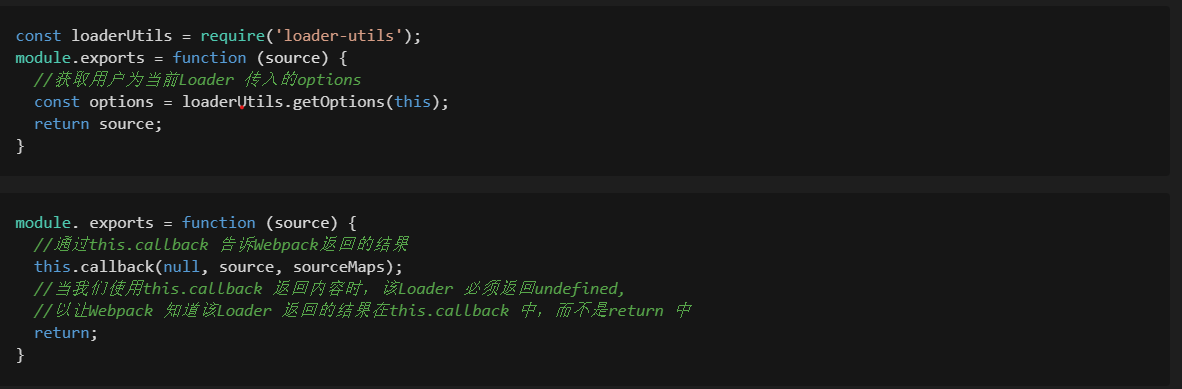 const loaderUtils = require('loader-utils');
module.exports = function (source) {
//获取用户为当前Loader 传入的options
const options = loaderUtils.getOptions(this);
return source;
}
module. exports = function (source) {
//通过this.callback 告诉Webpack返回的结果
this.callback(null, source, sourceMaps);
//当我们使用this.callback 返回内容时，该Loader 必须返回undefined,
//以让Webpack 知道该Loader 返回的结果在this.callback 中，而不是return 中
return;
}